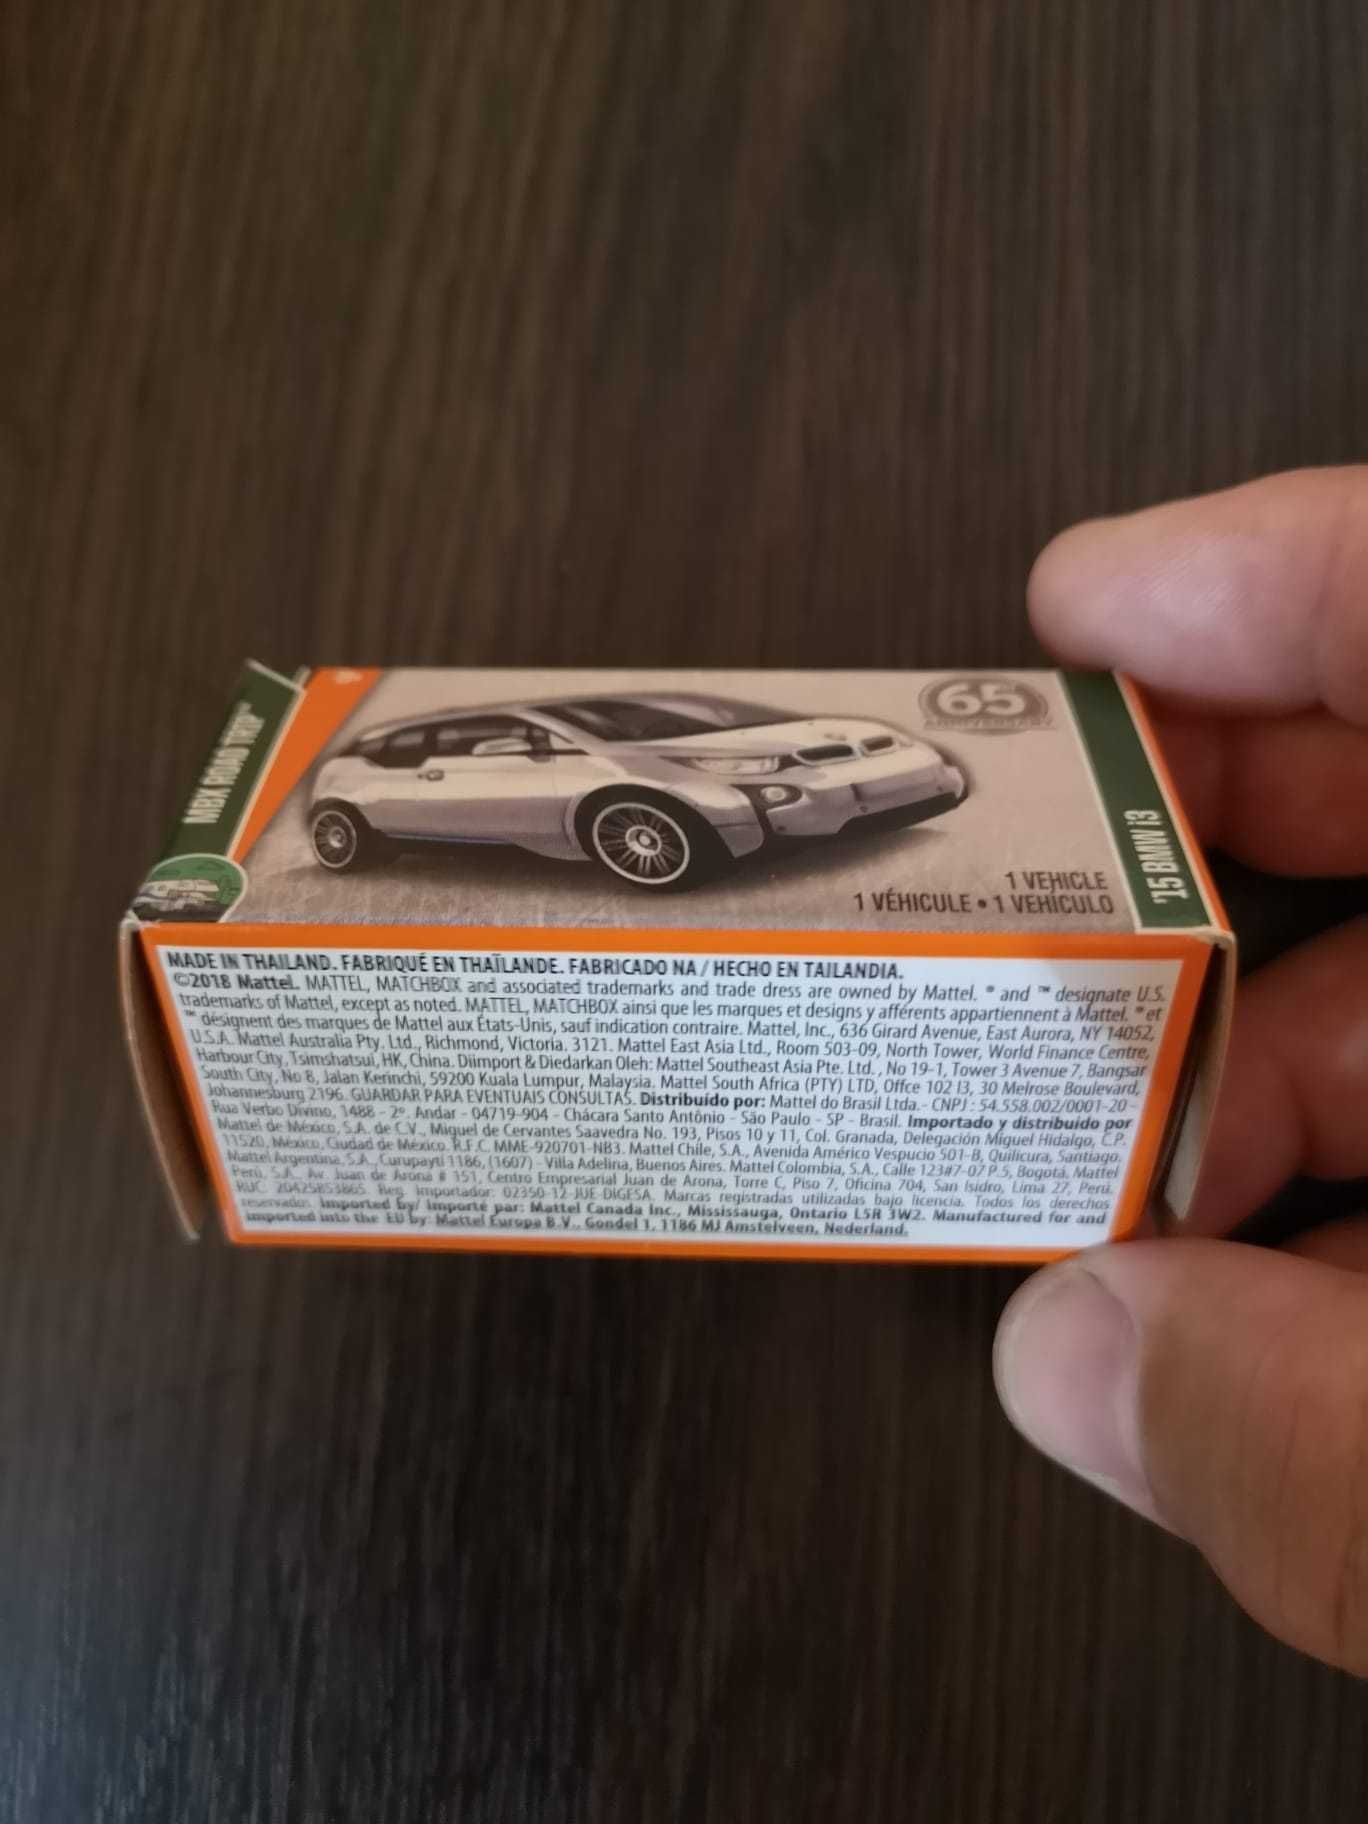 MBX ROAD TRIP™
65
ANNIVERSARY
'15 BMW i3
1 VEHICLE
1 VÉHICULE • 1 VEHÍCULO
MADE IN THAILAND. FABRIQUÉ EN THAÏLANDE. FABRICADO NA / HECHO EN TAILANDIA.
©2018 Mattel. MATTEL, MATCHBOX and associated trademarks and trade dress are owned by Mattel. ® and ™ designate U.S.
trademarks of Mattel, except as noted. MATTEL, MATCHBOX ainsi que les marques et designs y afférents appartiennent à Mattel. ® et
™ désignent des marques de Mattel aux États-Unis, sauf indication contraire. Mattel, Inc., 636 Girard Avenue, East Aurora, NY 14052,
U.S.A. Mattel Australia Pty. Ltd., Richmond, Victoria. 3121. Mattel East Asia Ltd., Room 503-09, North Tower, World Finance Centre,
Harbour City, Tsimshatsui, HK, China. Diimport & Diedarkan Oleh: Mattel Southeast Asia Pte. Ltd., No 19-1, Tower 3 Avenue 7, Bangsar
South City, No 8, Jalan Kerinchi, 59200 Kuala Lumpur, Malaysia. Mattel South Africa (PTY) LTD, Offce 102 I3, 30 Melrose Boulevard,
Johannesburg 2196. GUARDAR PARA EVENTUAIS CONSULTAS. Distribuído por: Mattel do Brasil Ltda.- CNPJ : 54.558.002/0001-20 -
Rua Verbo Divino, 1488 - 2º. Andar - 04719-904 - Chácara Santo Antônio - São Paulo - SP - Brasil. Importado y distribuido por
Mattel de México, S.A. de C.V., Miguel de Cervantes Saavedra No. 193, Pisos 10 y 11, Col. Granada, Delegación Miguel Hidalgo, C.P.
11520, México, Ciudad de México. R.F.C. MME-920701-NB3. Mattel Chile, S.A., Avenida Américo Vespucio 501-B, Quilicura, Santiago.
Mattel Argentina, S.A., Curupaytí 1186, (1607) - Villa Adelina, Buenos Aires. Mattel Colombia, S.A., Calle 123#7-07 P.5, Bogotá. Mattel
Perú, S.A., Av. Juan de Arona # 151, Centro Empresarial Juan de Arona, Torre C, Piso 7, Oficina 704, San Isidro, Lima 27, Perú.
RUC. 20425853865. Reg. Importador: 02350-12-JUE-DIGESA. Marcas registradas utilizadas bajo licencia. Todos los derechos
reservados. Imported by/ Importé par: Mattel Canada Inc., Mississauga, Ontario L5R 3W2. Manufactured for and
imported into the EU by: Mattel Europa B.V., Gondel 1, 1186 MJ Amstelveen, Nederland.